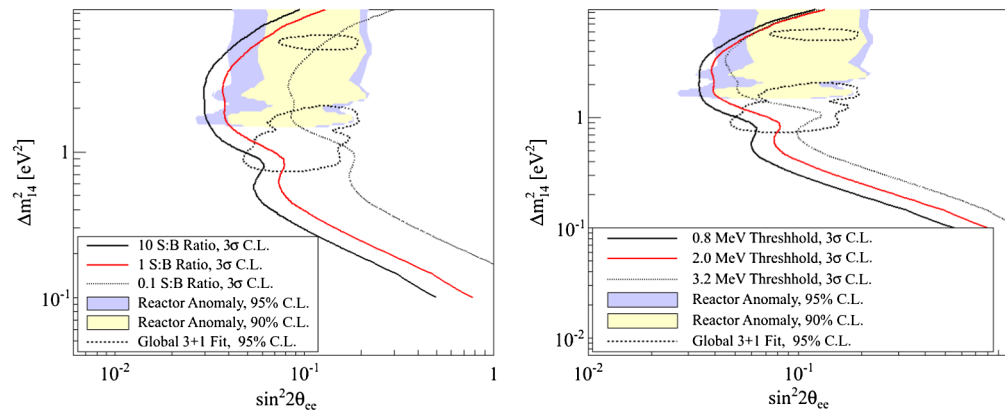 Δm²₁₄ [eV²]
1
10⁻¹
10 S:B Ratio, 3σ C.L.
1 S:B Ratio, 3σ C.L.
0.1 S:B Ratio, 3σ C.L.
Reactor Anomaly, 95% C.L.
Reactor Anomaly, 90% C.L.
Global 3+1 Fit, 95% C.L.
10⁻² 10⁻¹ 1
sin²2θee
Δm²₁₄ [eV²]
1
10⁻¹
10⁻²
0.8 MeV Threshhold, 3σ C.L.
2.0 MeV Threshhold, 3σ C.L.
3.2 MeV Threshhold, 3σ C.L.
Reactor Anomaly, 95% C.L.
Reactor Anomaly, 90% C.L.
Global 3+1 Fit, 95% C.L.
10⁻² 10⁻¹
sin²2θee